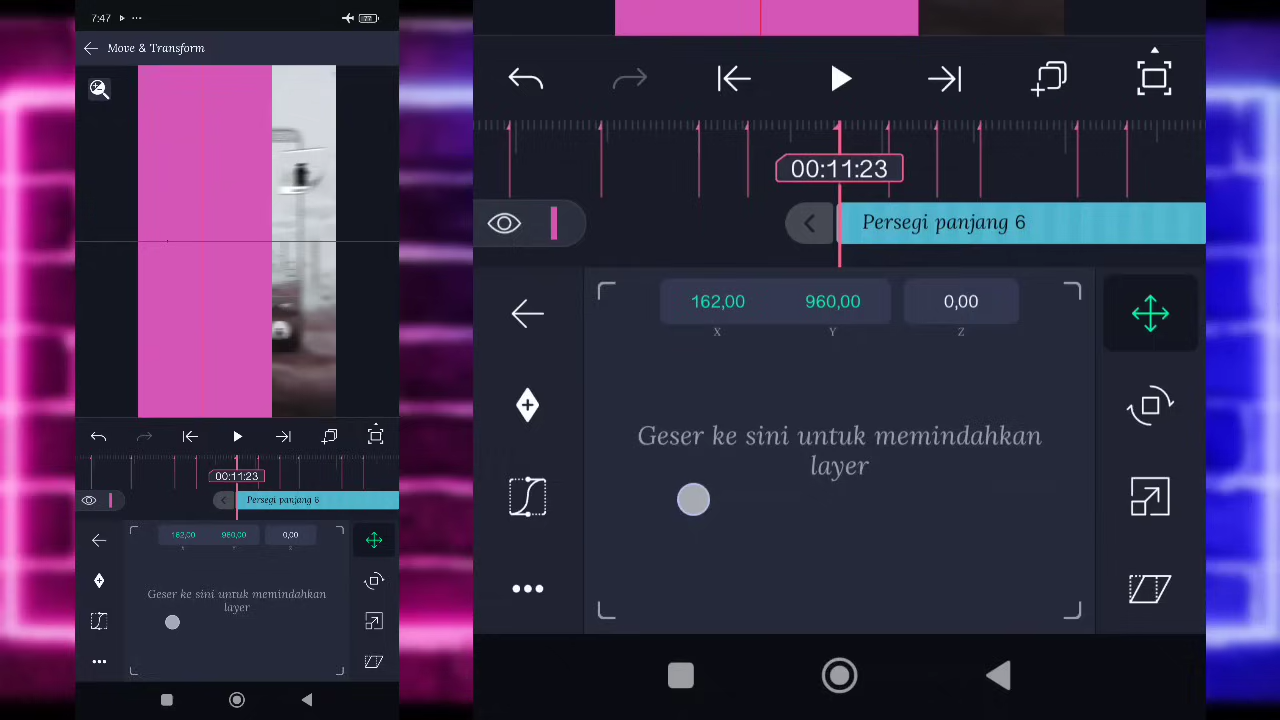 7:47
77
Move & Transform
00:11:23
Persegi panjang 6
162,00
960,00
0,00
X
Y
Z
Geser ke sini untuk memindahkan
layer
00:11:23
Persegi panjang 6
162,00
960,00
0,00
X
Y
Z
Geser ke sini untuk memindahkan
layer